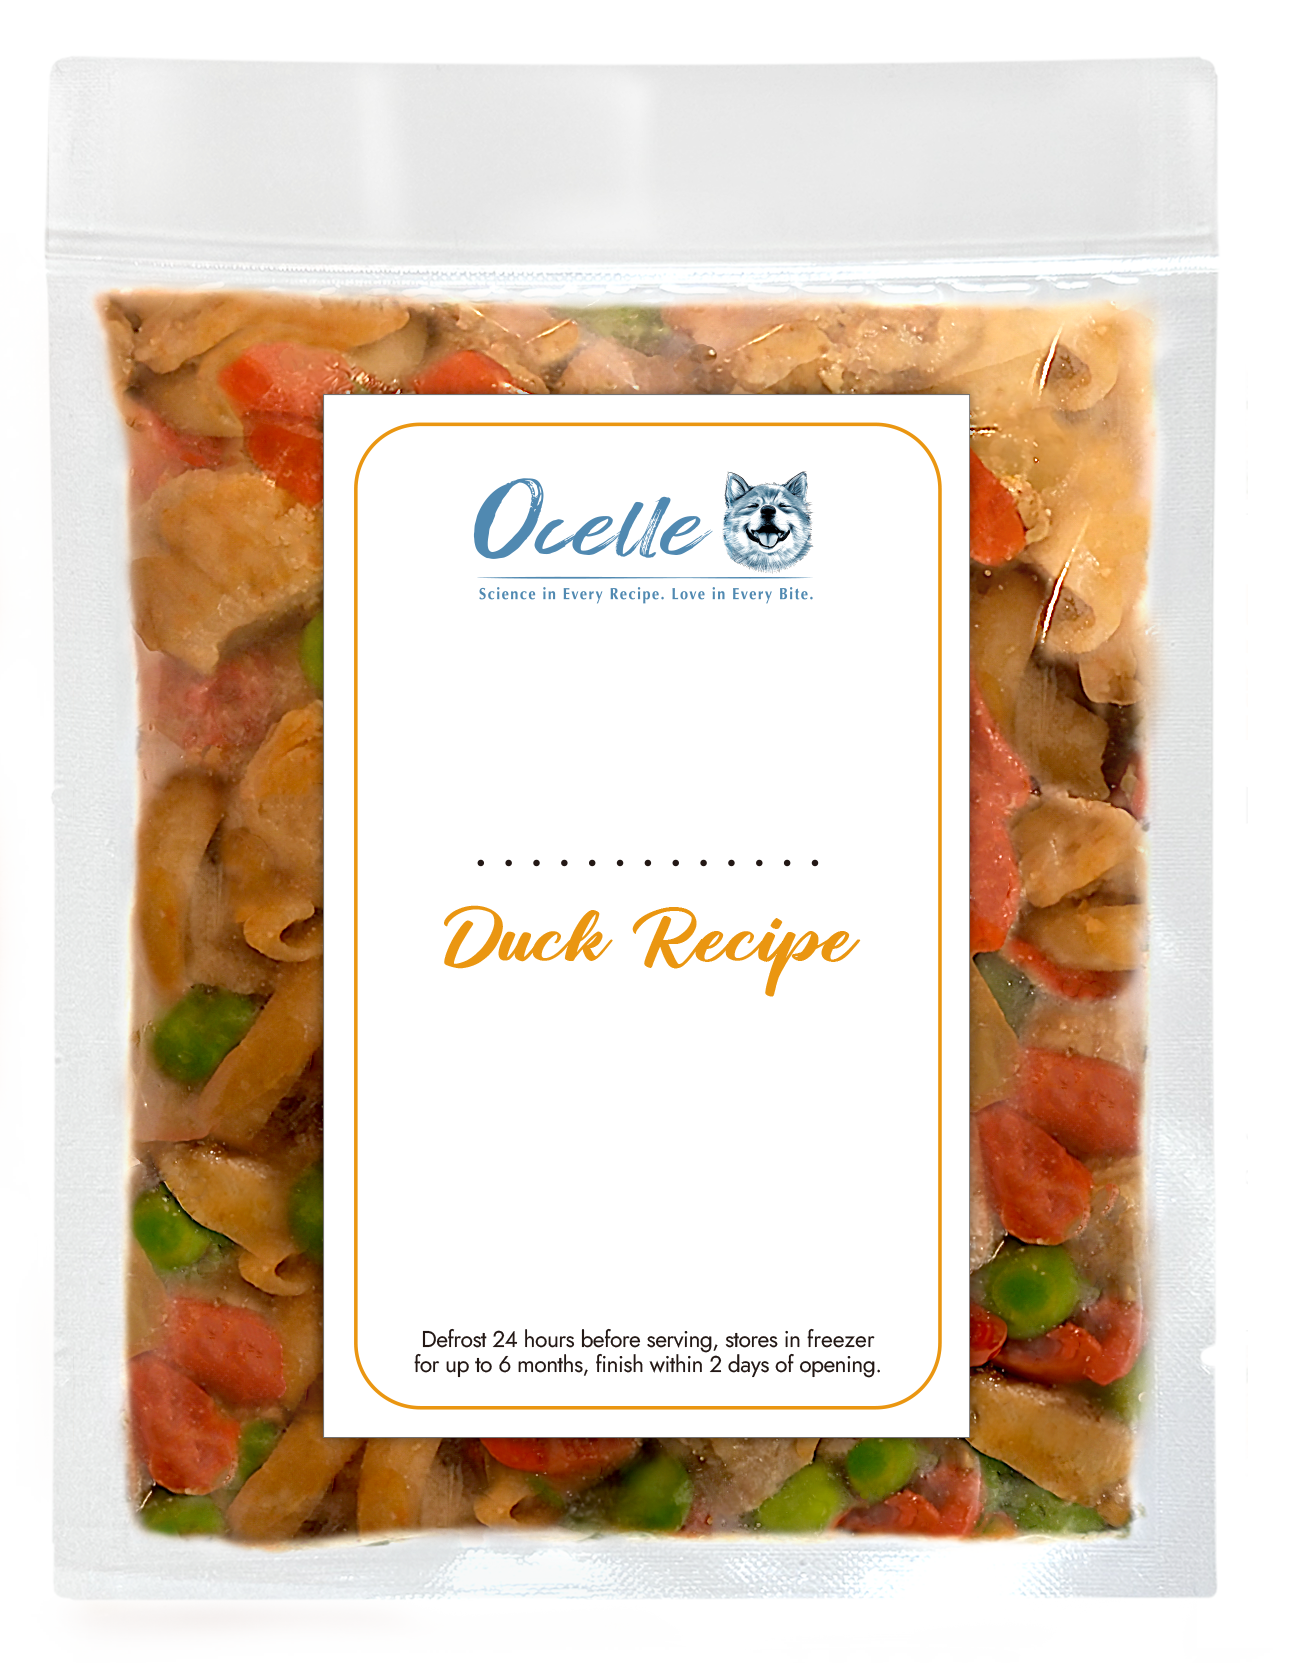 Ocelle
Science in Every Recipe. Love in Every Bite.
Duck Recipe
Defrost 24 hours before serving, stores in freezer
for up to 6 months, finish within 2 days of opening.